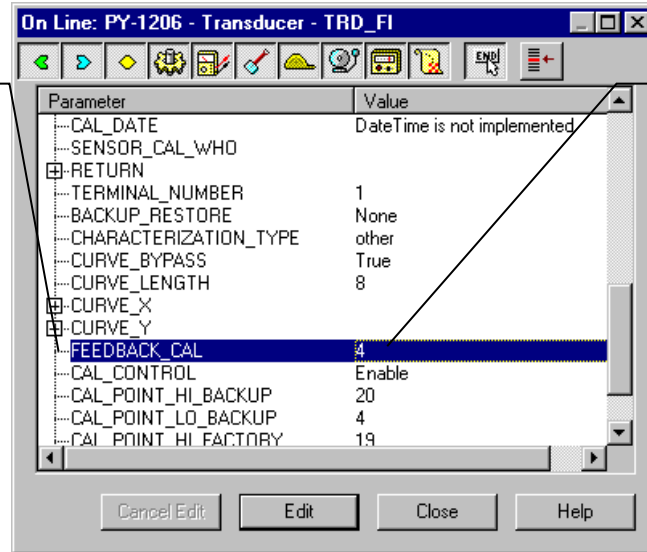 On Line: PY-1206 - Transducer - TRD_FI
END
Parameter Value
CAL_DATE DateTime is not implemented
SENSOR_CAL_WHO
RETURN
TERMINAL_NUMBER 1
BACKUP_RESTORE None
CHARACTERIZATION_TYPE other
CURVE_BYPASS True
CURVE_LENGTH 8
CURVE_X
CURVE_Y
FEEDBACK_CAL 4
CAL_CONTROL Enable
CAL_POINT_HI_BACKUP 20
CAL_POINT_LO_BACKUP 4
CAL_POINT_HI_FACTORY 19
Cancel Edit Edit Close Help